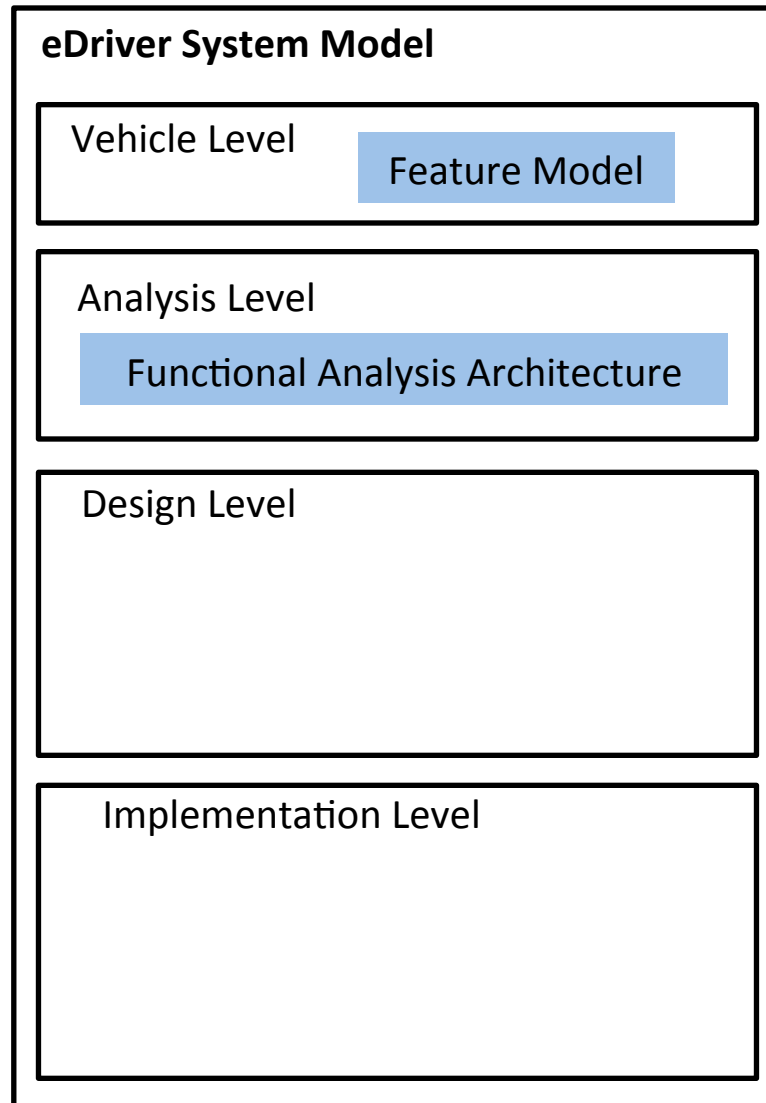 eDriver System Model
Vehicle Level
Feature Model
Analysis Level
Functional Analysis Architecture
Design Level
Implementation Level